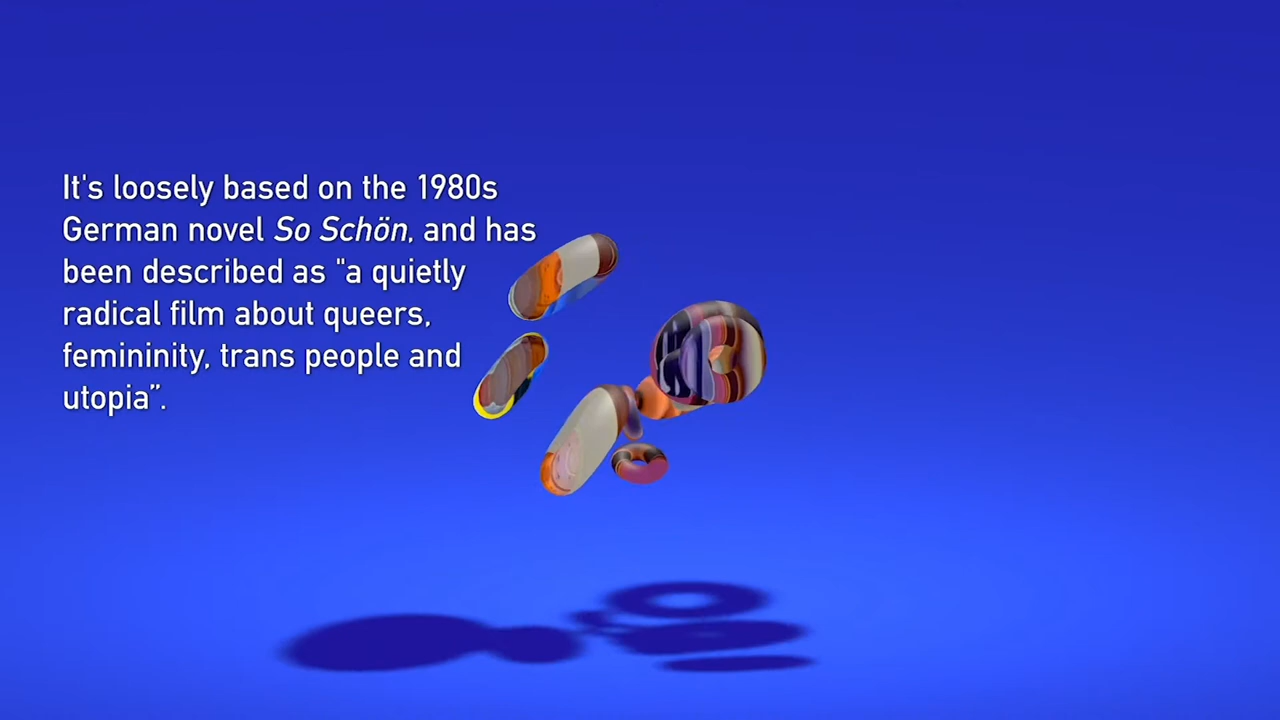 It's loosely based on the 1980s
German novel So Schön, and has
been described as "a quietly
radical film about queers,
femininity, trans people and
utopia”.